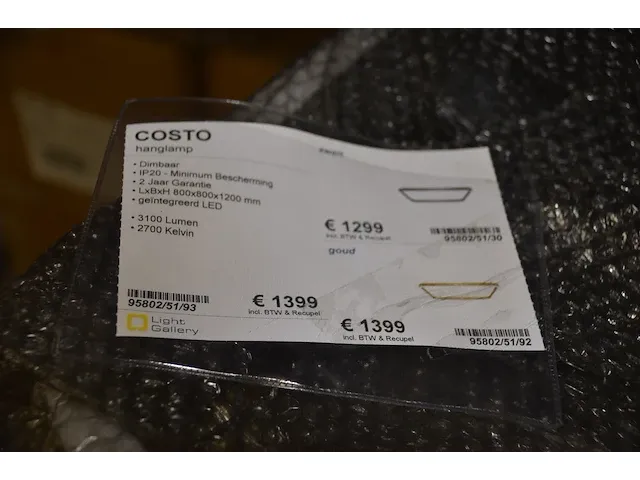 COSTO
hanglamp
• Dimbaar
• IP20 - Minimum Bescherming
• 2 Jaar Garantie
• LxBxH 800x800x1200 mm
• geïntegreerd LED
• 3100 Lumen
• 2700 Kelvin
€ 1299
incl. BTW & Recupel
95802/51/30
goud
95802/51/93
€ 1399
incl. BTW & Recupel
€ 1399
incl. BTW & Recupel
95802/51/92
Light
Gallery